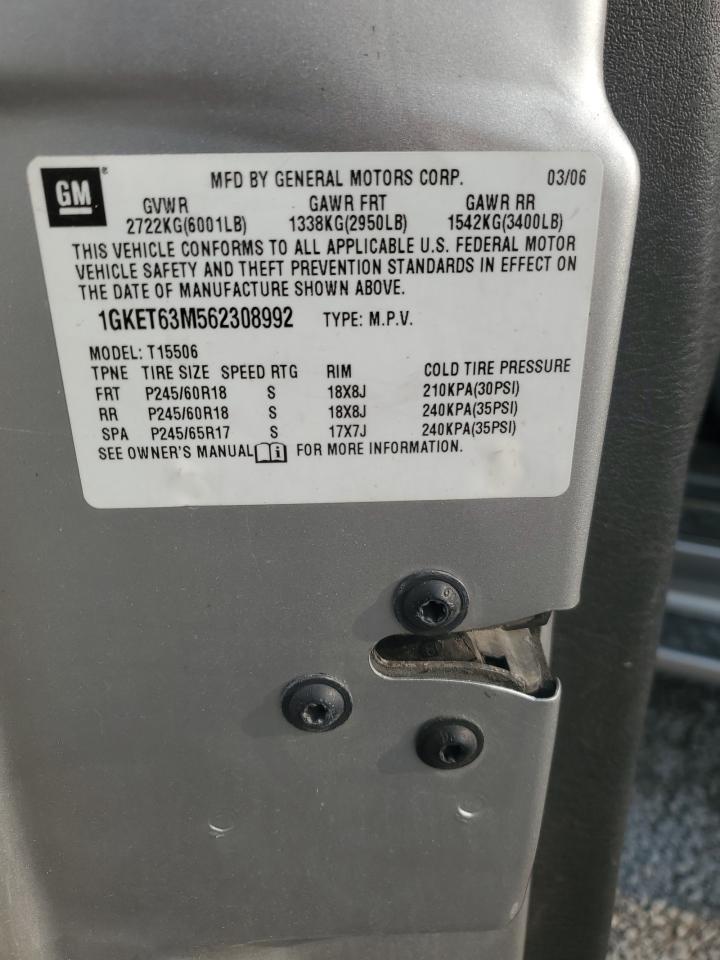 GM ® MFD BY GENERAL MOTORS CORP. 03/06
GVWR GAWR FRT GAWR RR
2722KG(6001LB) 1338KG(2950LB) 1542KG(3400LB)
THIS VEHICLE CONFORMS TO ALL APPLICABLE U.S. FEDERAL MOTOR
VEHICLE SAFETY AND THEFT PREVENTION STANDARDS IN EFFECT ON
THE DATE OF MANUFACTURE SHOWN ABOVE.
1GKET63M562308992 TYPE: M.P.V.
MODEL: T15506
TPNE TIRE SIZE SPEED RTG RIM COLD TIRE PRESSURE
FRT P245/60R18 S 18X8J 210KPA(30PSI)
RR P245/60R18 S 18X8J 240KPA(35PSI)
SPA P245/65R17 S 17X7J 240KPA(35PSI)
SEE OWNER'S MANUAL i FOR MORE INFORMATION.